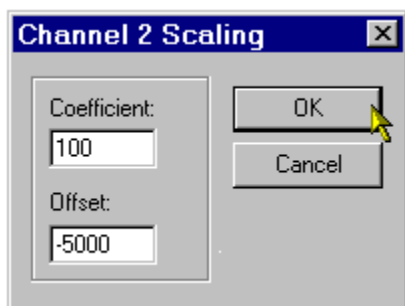 Channel 2 Scaling
Coefficient:
100
Offset:
-5000
OK
Cancel